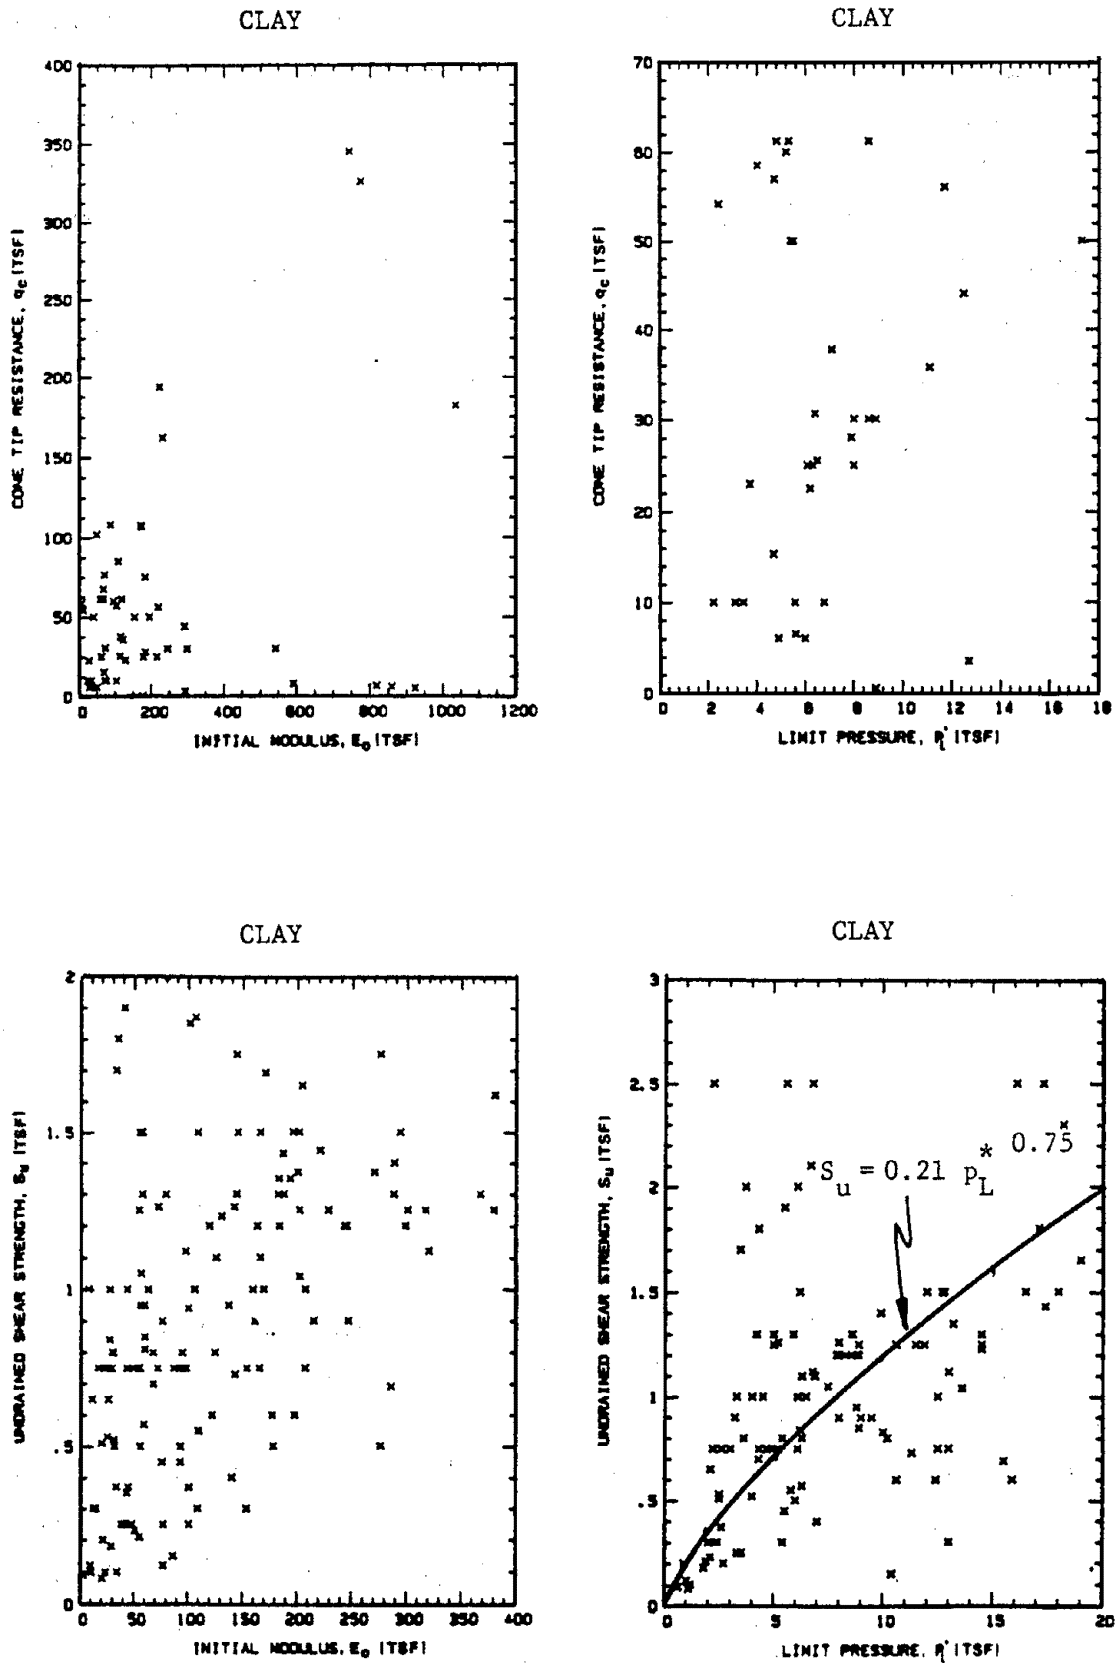 CLAY
400
350
300
250
200
150
100
50
0
CONE TIP RESISTANCE, qc [TSF]
0 200 400 600 800 1000 1200
INITIAL MODULUS, E₀ [TSF]
CLAY
70
60
50
40
30
20
10
0
CONE TIP RESISTANCE, qc [TSF]
0 2 4 6 8 10 12 14 16 18
LIMIT PRESSURE, P*L [TSF]
CLAY
2
1.5
1
.5
0
UNDRAINED SHEAR STRENGTH, Su [TSF]
0 50 100 150 200 250 300 350 400
INITIAL MODULUS, E₀ [TSF]
CLAY
3
2.5
2
1.5
1
.5
0
UNDRAINED SHEAR STRENGTH, Su [TSF]
Su = 0.21 pL* 0.75
0 5 10 15 20
LIMIT PRESSURE, P*L [TSF]